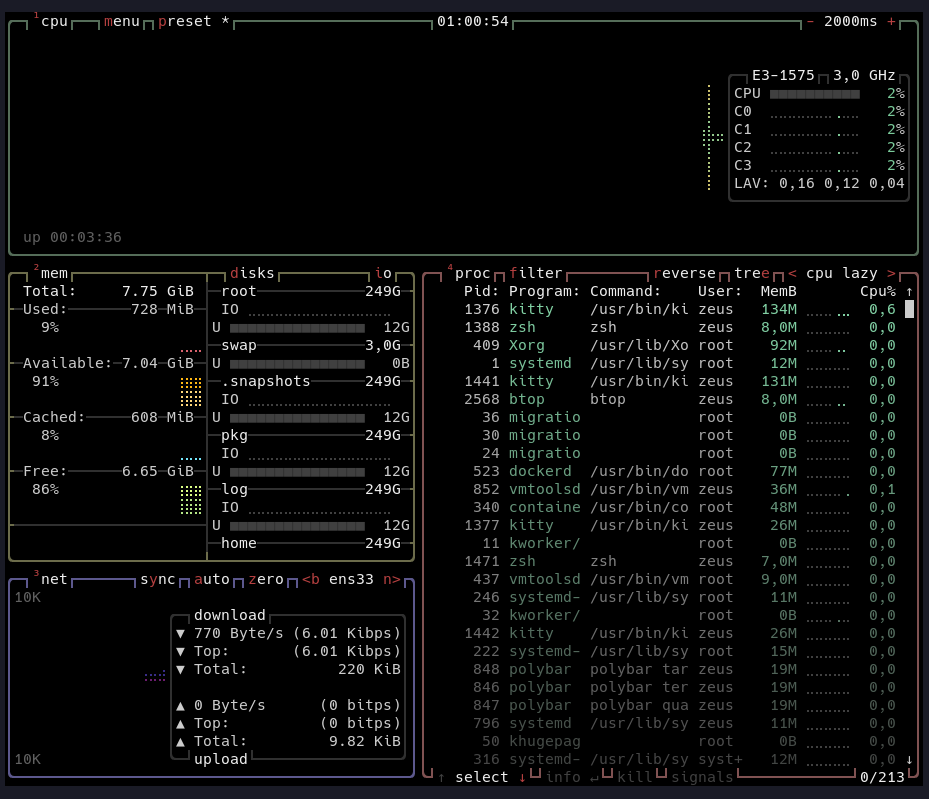 ¹cpu menu preset * 01:00:54 - 2000ms +
E3-1575 3,0 GHz
CPU 2%
C0 2%
C1 2%
C2 2%
C3 2%
LAV: 0,16 0,12 0,04
up 00:03:36
²mem disks io
Total: 7.75 GiB
Used: 728 MiB
9%
Available: 7.04 GiB
91%
Cached: 608 MiB
8%
Free: 6.65 GiB
86%
root 249G
IO
U 12G
swap 3,0G
U 0B
.snapshots 249G
IO
U 12G
pkg 249G
IO
U 12G
log 249G
IO
U 12G
home 249G
³net sync auto zero <b ens33 n>
10K
download
▼ 770 Byte/s (6.01 Kibps)
▼ Top: (6.01 Kibps)
▼ Total: 220 KiB
▲ 0 Byte/s (0 bitps)
▲ Top: (0 bitps)
▲ Total: 9.82 KiB
upload
10K
⁴proc filter reverse tree < cpu lazy >
Pid: Program: Command: User: MemB Cpu% ↑
1376 kitty /usr/bin/ki zeus 134M 0,6
1388 zsh zsh zeus 8,0M 0,0
409 Xorg /usr/lib/Xo root 92M 0,0
1 systemd /usr/lib/sy root 12M 0,0
1441 kitty /usr/bin/ki zeus 131M 0,0
2568 btop btop zeus 8,0M 0,0
36 migratio root 0B 0,0
30 migratio root 0B 0,0
24 migratio root 0B 0,0
523 dockerd /usr/bin/do root 77M 0,0
852 vmtoolsd /usr/bin/vm zeus 36M 0,1
340 containe /usr/bin/co root 48M 0,0
1377 kitty /usr/bin/ki zeus 26M 0,0
11 kworker/ root 0B 0,0
1471 zsh zsh zeus 7,0M 0,0
437 vmtoolsd /usr/bin/vm root 9,0M 0,0
246 systemd- /usr/lib/sy root 11M 0,0
32 kworker/ root 0B 0,0
1442 kitty /usr/bin/ki zeus 26M 0,0
222 systemd- /usr/lib/sy root 15M 0,0
848 polybar polybar tar zeus 19M 0,0
846 polybar polybar ter zeus 19M 0,0
847 polybar polybar qua zeus 19M 0,0
796 systemd /usr/lib/sy zeus 11M 0,0
50 khugepag root 0B 0,0
316 systemd- /usr/lib/sy syst+ 12M 0,0 ↓
↑ select ↓ info ↵ kill signals 0/213